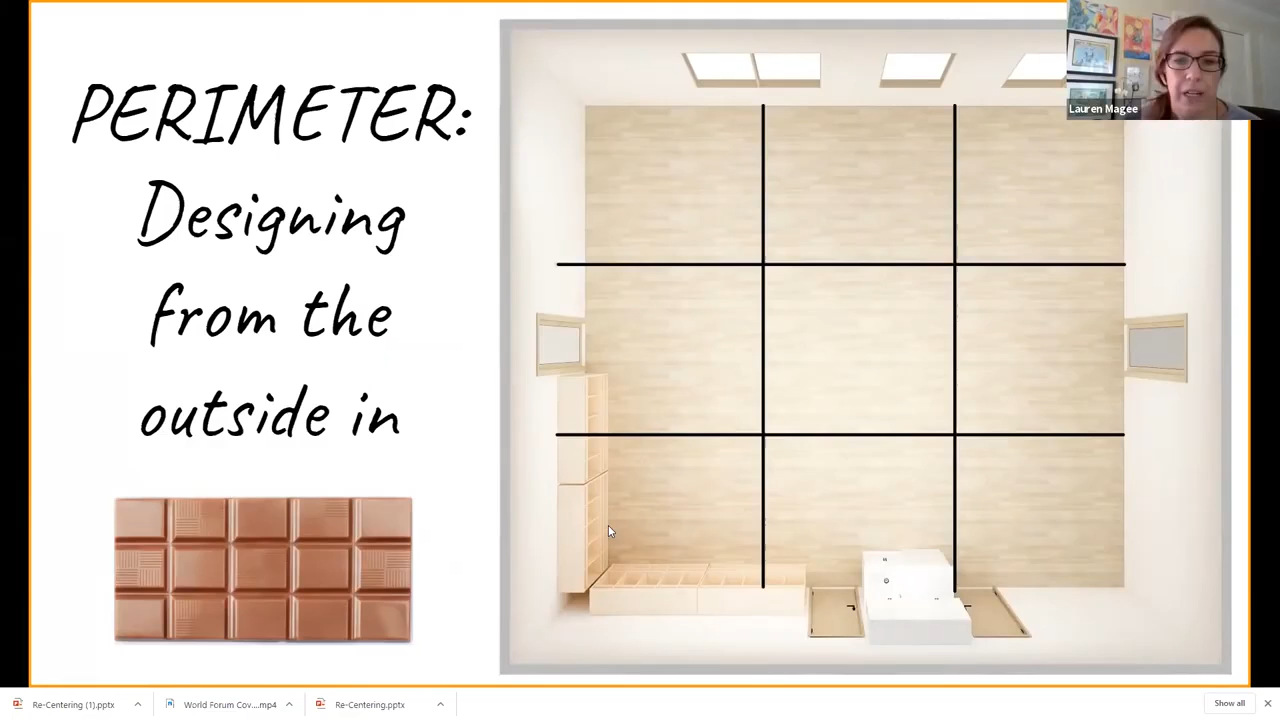 PERIMETER:
Designing
from the
outside in
Lauren Magee
Re-Centering (1).pptx
World Forum Cov....mp4
Re-Centering.pptx
Show all